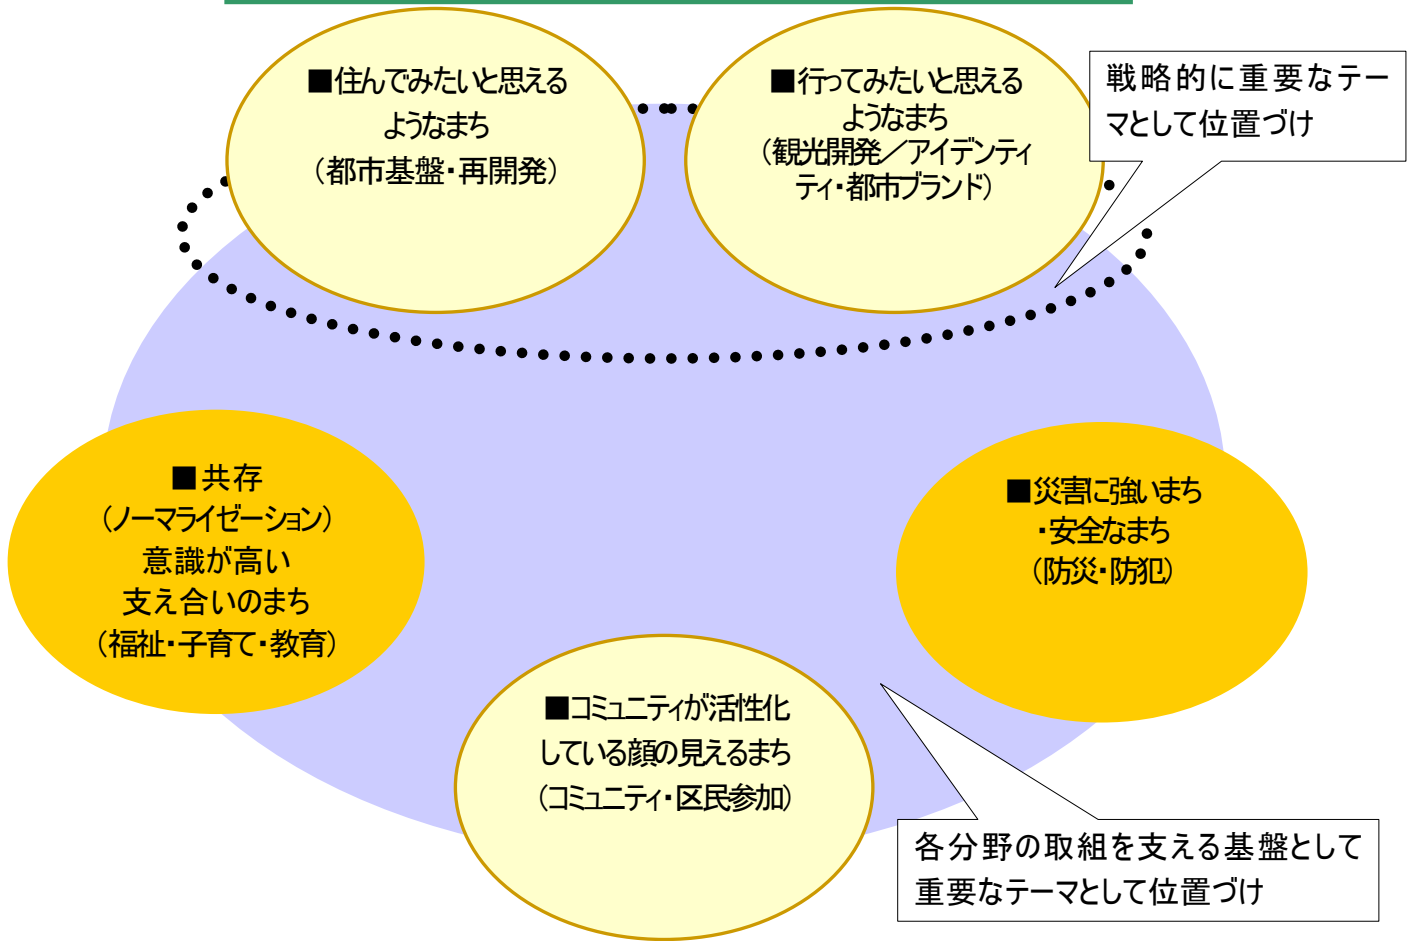 ■住んでみたいと思える
ようなまち
（都市基盤・再開発）
■行ってみたいと思える
ようなまち
（観光開発／アイデンティ
ティ・都市ブランド）
戦略的に重要なテー
マとして位置づけ
■共存
（ノーマライゼーション）
意識が高い
支え合いのまち
（福祉・子育て・教育）
■災害に強いまち
・安全なまち
（防災・防犯）
■コミュニティが活性化
している顔の見えるまち
（コミュニティ・区民参加）
各分野の取組を支える基盤として
重要なテーマとして位置づけ